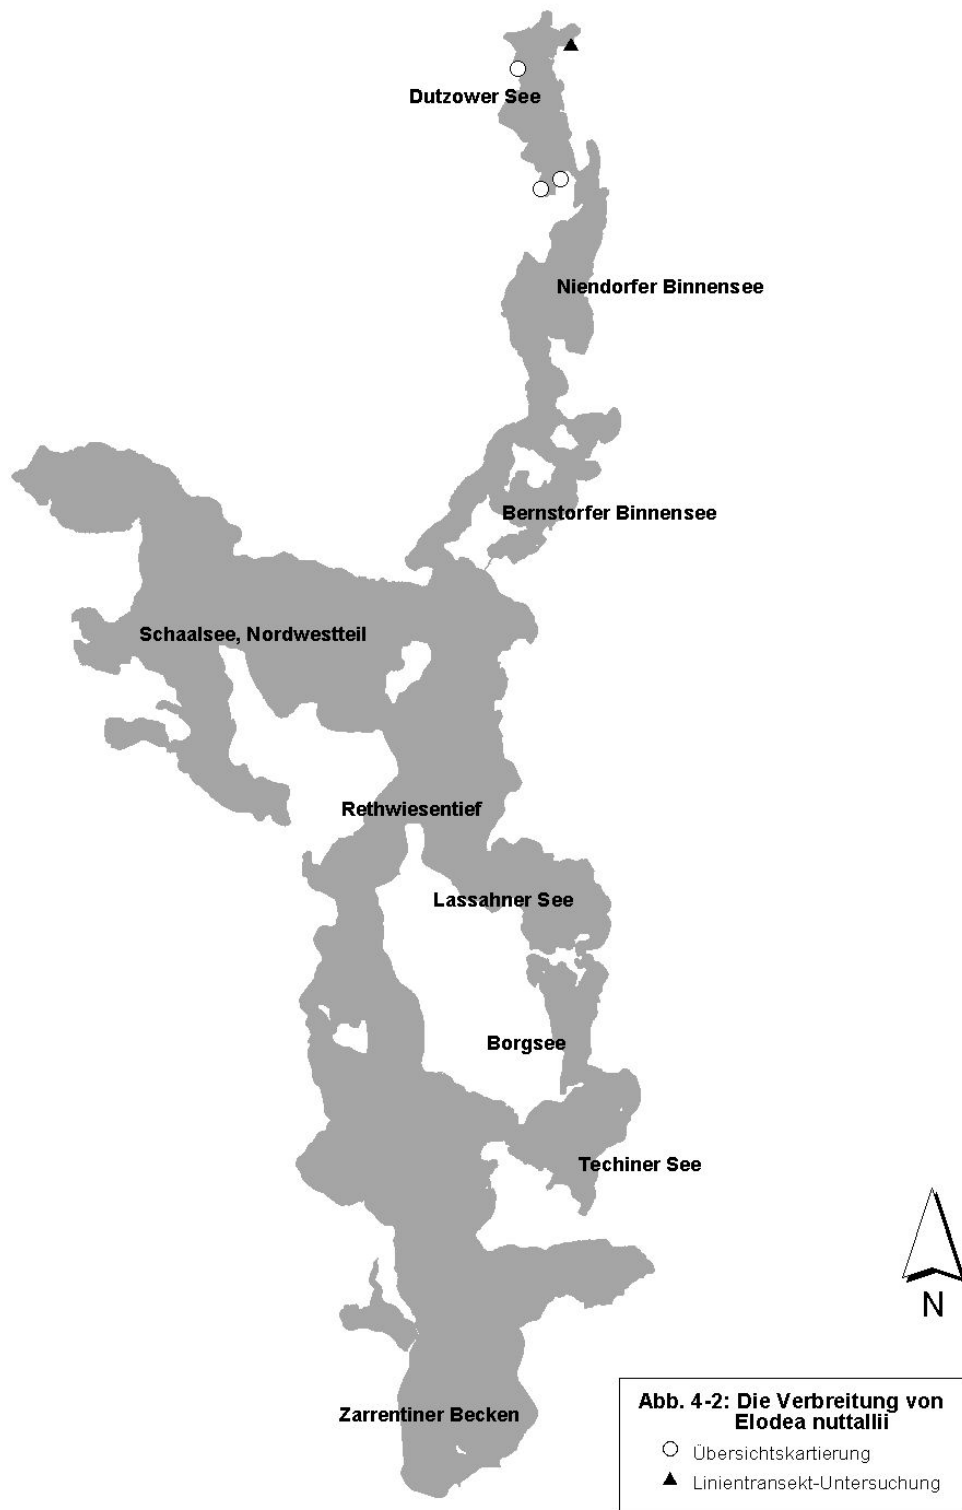 Dutzower See
Niendorfer Binnensee
Bernstorfer Binnensee
Schaalsee, Nordwestteil
Rethwiesentief
Lassahner See
Borgsee
Techiner See
N
Zarrentiner Becken
Abb. 4-2: Die Verbreitung von
Elodea nuttallii
Übersichtskartierung
Linientransekt-Untersuchung